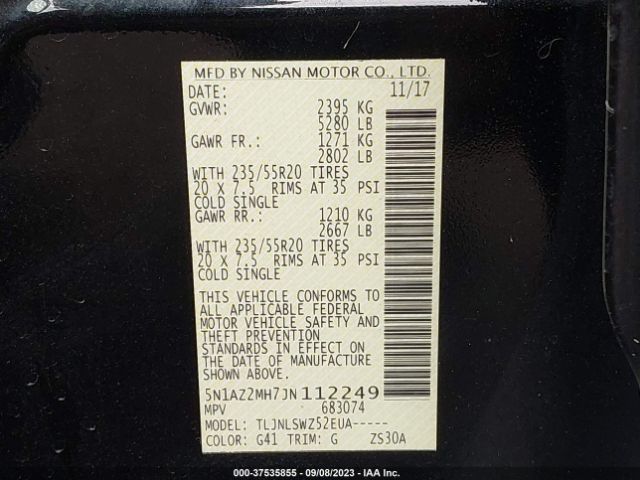 MFD BY NISSAN MOTOR CO., LTD.
DATE: 11/17
GVWR: 2395 KG
5280 LB
GAWR FR.: 1271 KG
2802 LB
WITH 235/55R20 TIRES
20 X 7.5 RIMS AT 35 PSI
COLD SINGLE
GAWR RR.: 1210 KG
2667 LB
WITH 235/55R20 TIRES
20 X 7.5 RIMS AT 35 PSI
COLD SINGLE
THIS VEHICLE CONFORMS TO
ALL APPLICABLE FEDERAL
MOTOR VEHICLE SAFETY AND
THEFT PREVENTION
STANDARDS IN EFFECT ON
THE DATE OF MANUFACTURE
SHOWN ABOVE.
5N1AZ2MH7JN112249
MPV 683074
MODEL: TLJNLSWZ52EUA-----
COLOR: G41 TRIM: G ZS30A
000-37535855 - 09/08/2023 - IAA Inc.